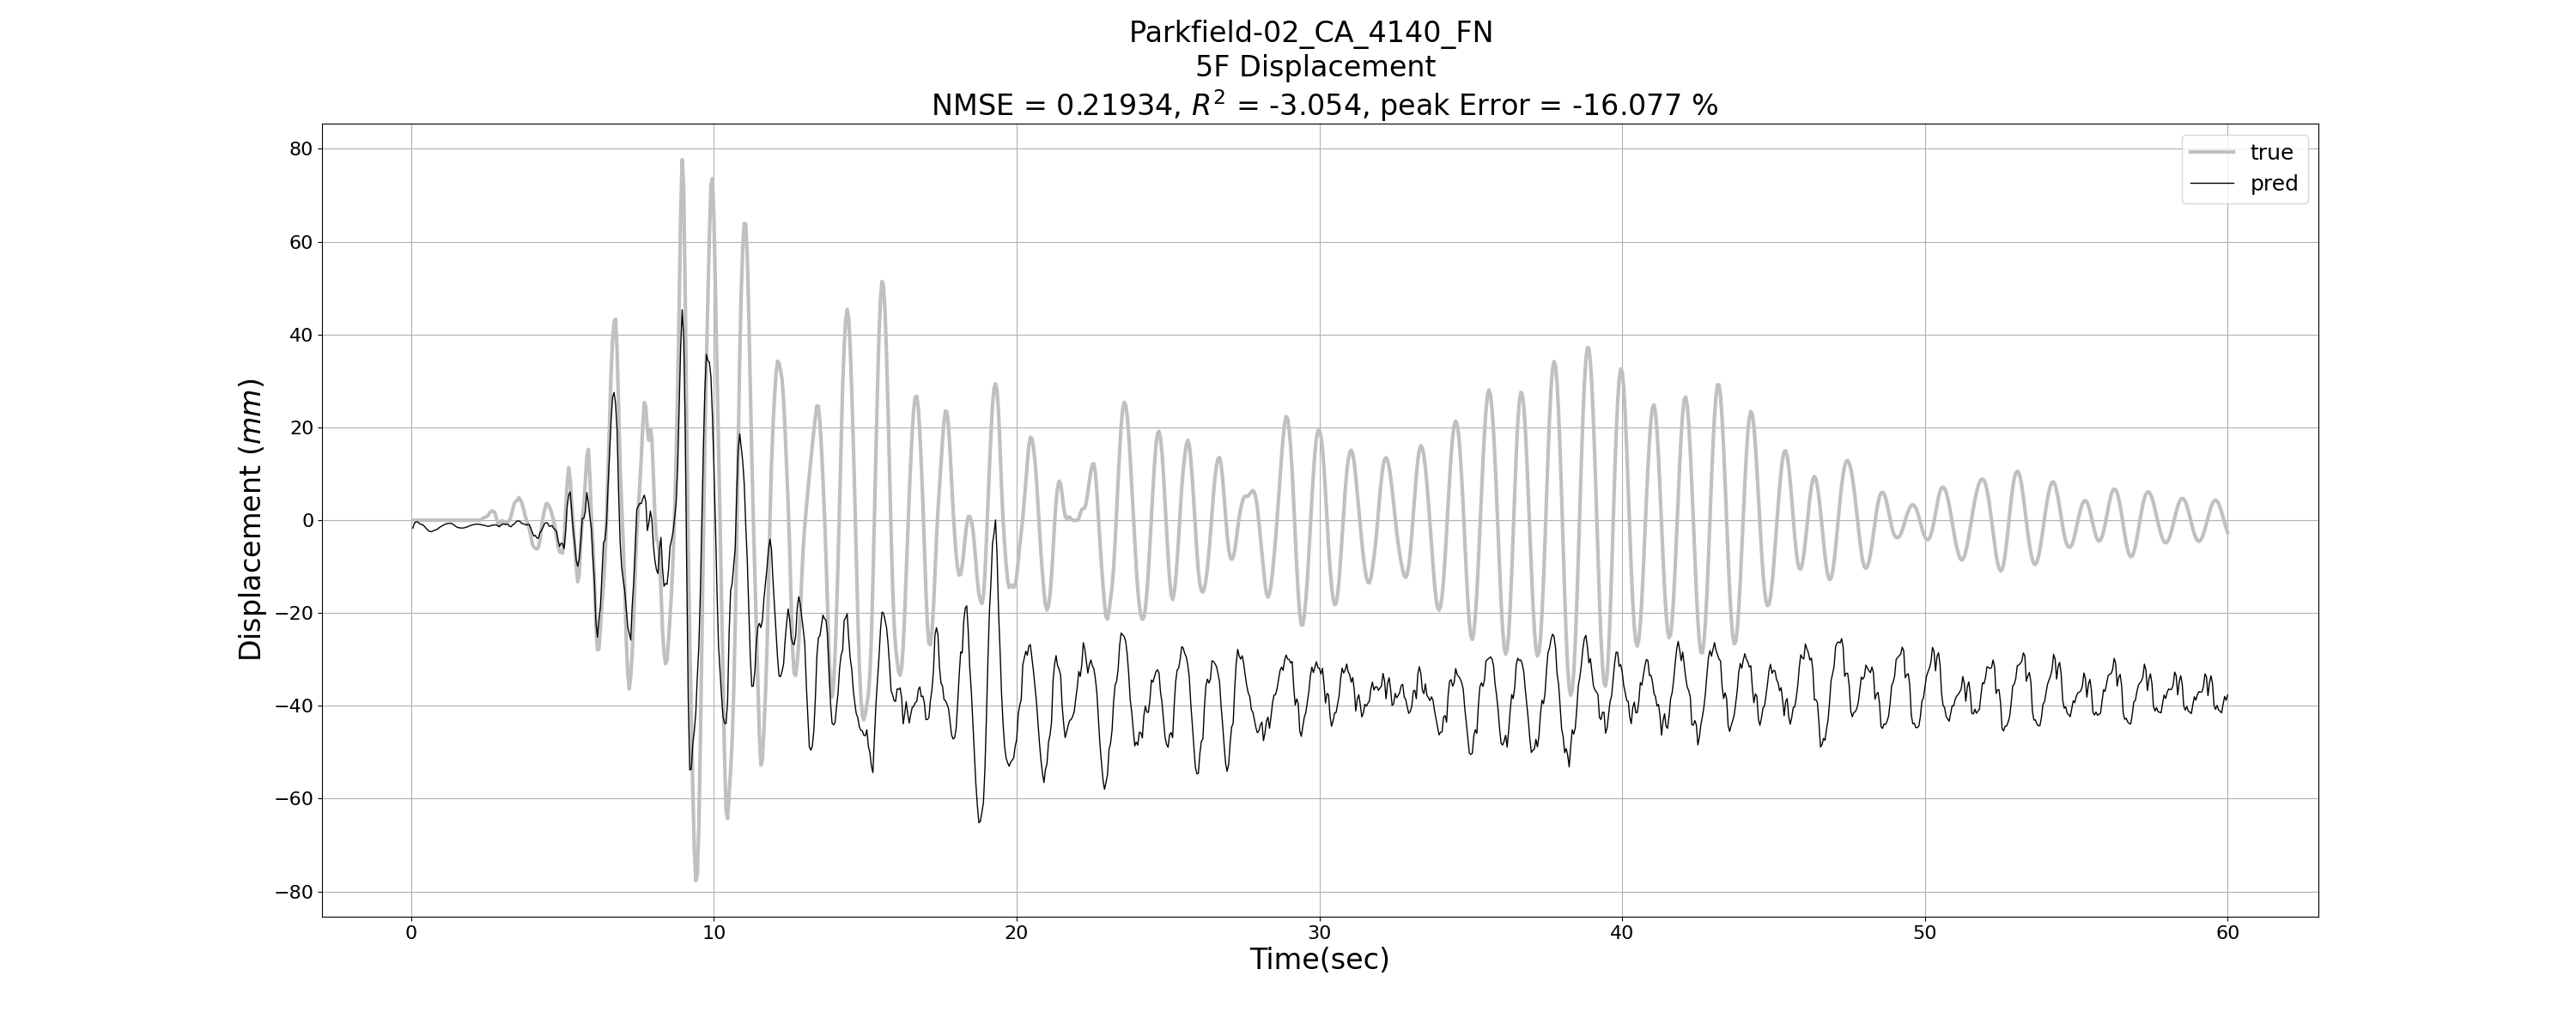 Parkfield-02_CA_4140_FN
5F Displacement
NMSE = 0.21934, R² = -3.054, peak Error = -16.077 %
true
pred
80
60
40
20
0
−20
−40
−60
−80
Displacement (mm)
0 10 20 30 40 50 60
Time(sec)